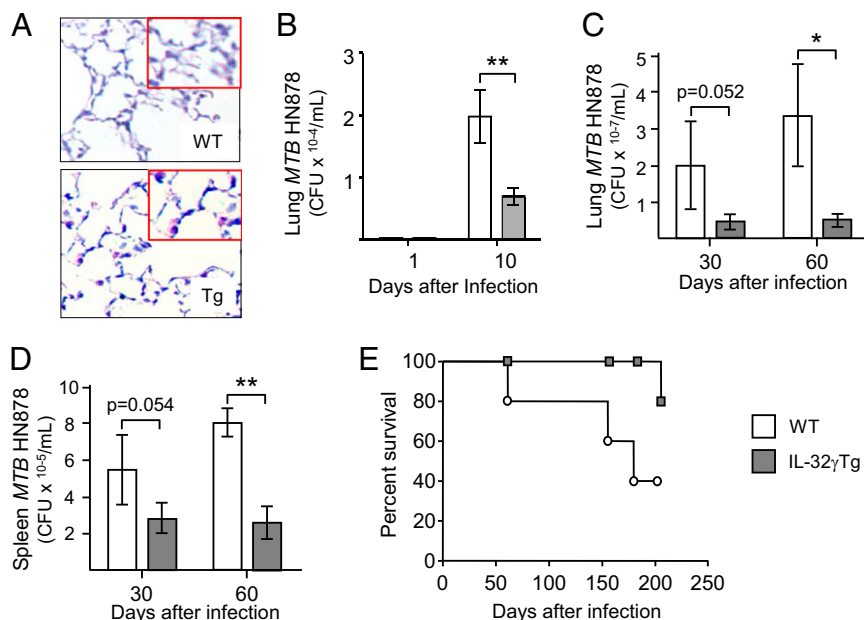 A
WT
Tg
B
Lung MTB HN878
(CFU x 10-4/mL)
3
2
1
**
1
10
Days after Infection
C
Lung MTB HN878
(CFU x 10-7/mL)
5
4
3
2
1
p=0.052
*
30
60
Days after infection
D
Spleen MTB HN878
(CFU x 10-5/mL)
10
8
6
4
2
p=0.054
**
30
60
Days after infection
E
Percent survival
100
80
60
40
20
0
0
50
100
150
200
250
Days after infection
WT
IL-32γTg